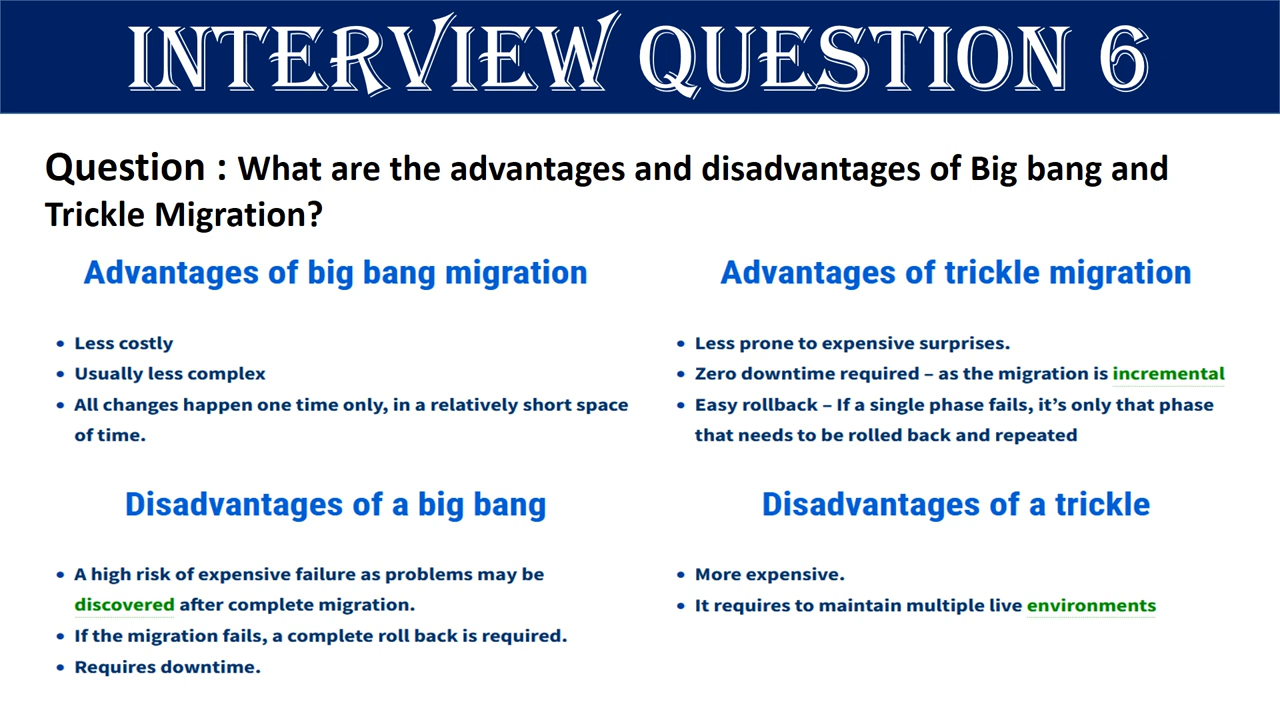 INTERVIEW QUESTION 6
Question : What are the advantages and disadvantages of Big bang and
Trickle Migration?
Advantages of big bang migration
• Less costly
• Usually less complex
• All changes happen one time only, in a relatively short space
of time.
Advantages of trickle migration
• Less prone to expensive surprises.
• Zero downtime required – as the migration is incremental
• Easy rollback – If a single phase fails, it’s only that phase
that needs to be rolled back and repeated
Disadvantages of a big bang
• A high risk of expensive failure as problems may be
discovered after complete migration.
• If the migration fails, a complete roll back is required.
• Requires downtime.
Disadvantages of a trickle
• More expensive.
• It requires to maintain multiple live environments